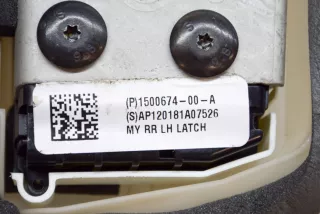 (P)1500674-00-A
(S)AP120181A07526
MY RR LH LATCH